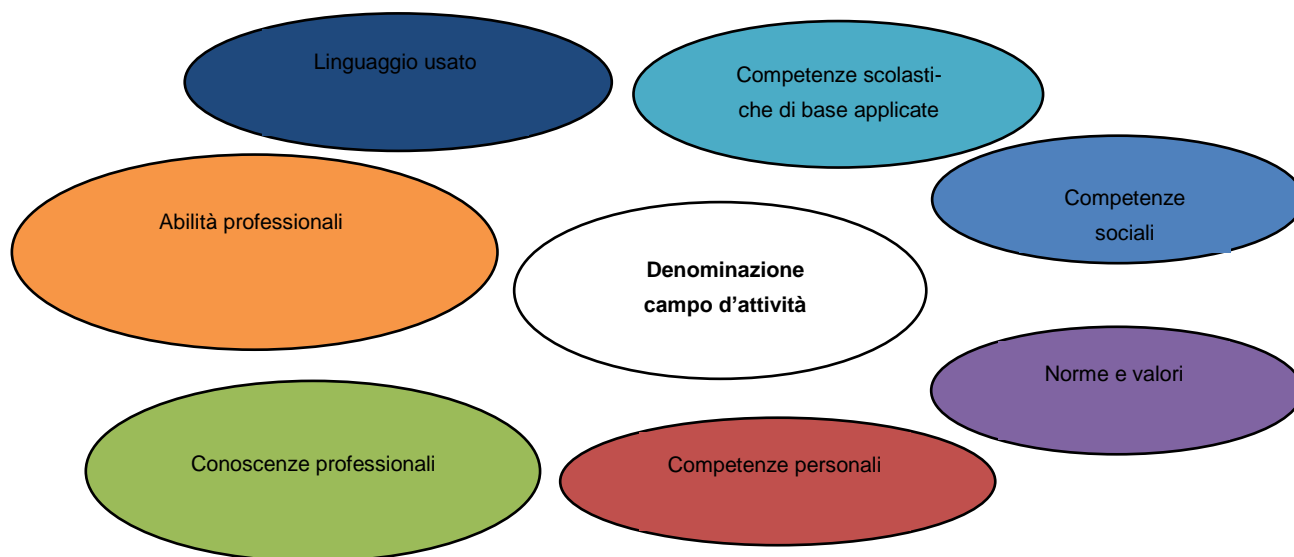 Linguaggio usato
Competenze scolasti-
che di base applicate
Competenze
sociali
Abilità professionali
Denominazione
campo d'attività
Norme e valori
Conoscenze professionali
Competenze personali